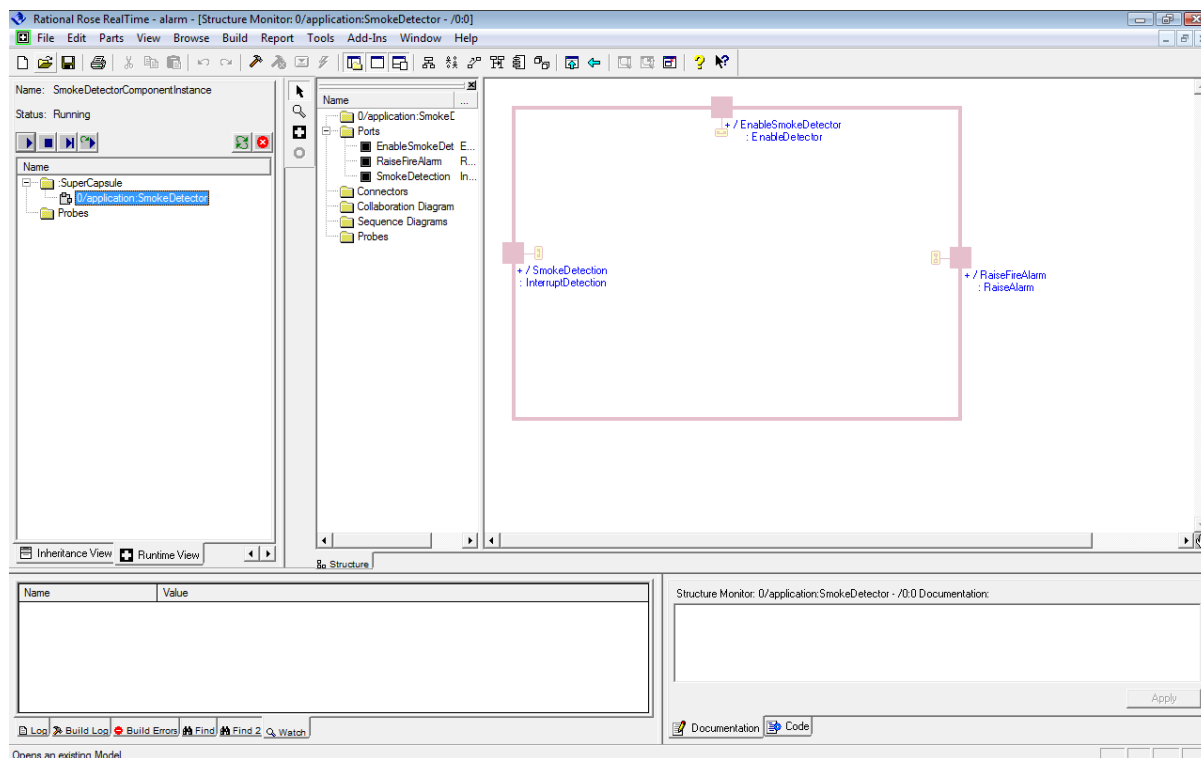 Rational Rose RealTime - alarm - [Structure Monitor: 0/application:SmokeDetector - /0:0]
File Edit Parts View Browse Build Report Tools Add-Ins Window Help
Name: SmokeDetectorComponentInstance
Status: Running
Name
:SuperCapsule
0/application:SmokeDetector
Probes
Inheritance View
Runtime View
Name
...
0/application:SmokeD
Ports
EnableSmokeDet E...
RaiseFireAlarm R...
SmokeDetection In...
Connectors
Collaboration Diagram
Sequence Diagrams
Probes
Structure
+ / EnableSmokeDetector
: EnableDetector
+ / SmokeDetection
: InterruptDetection
+ / RaiseFireAlarm
: RaiseAlarm
Name Value
Log Build Log Build Errors Find Find 2 Watch
Structure Monitor: 0/application:SmokeDetector - /0:0 Documentation:
Apply
Documentation Code
Opens an existing Model